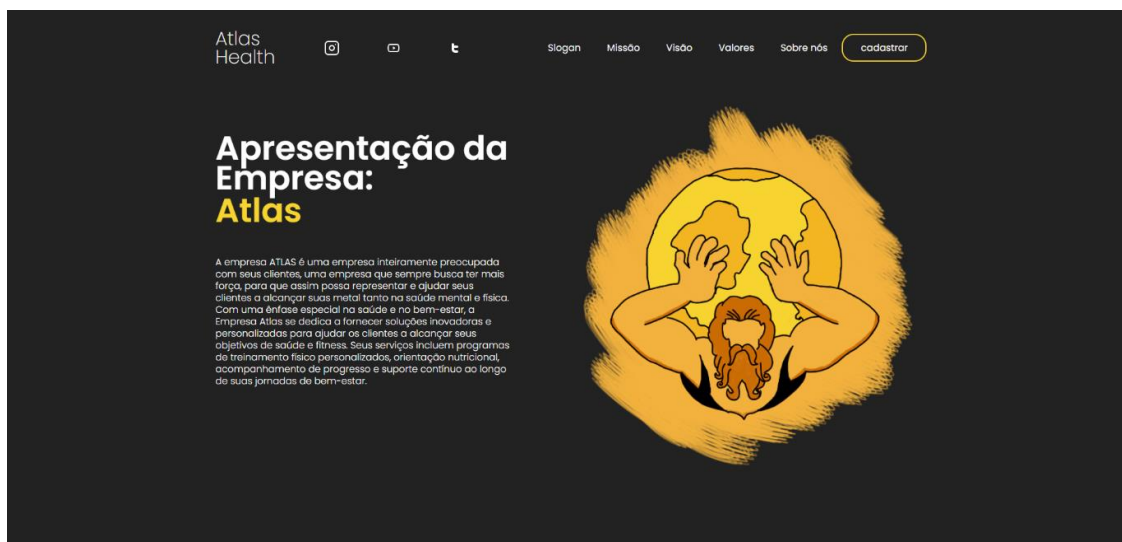 Atlas
Health
Slogan Missão Visão Valores Sobre nós cadastrar
Apresentação da
Empresa:
Atlas
A empresa ATLAS é uma empresa inteiramente preocupada
com seus clientes, uma empresa que sempre busca ter mais
força, para que assim possa representar e ajudar seus
clientes a alcançar suas metal tanto na saúde mental e física.
Com uma ênfase especial na saúde e no bem-estar, a
Empresa Atlas se dedica a fornecer soluções inovadoras e
personalizadas para ajudar os clientes a alcançar seus
objetivos de saúde e fitness. Seus serviços incluem programas
de treinamento físico personalizados, orientação nutricional,
acompanhamento de progresso e suporte contínuo ao longo
de suas jornadas de bem-estar.